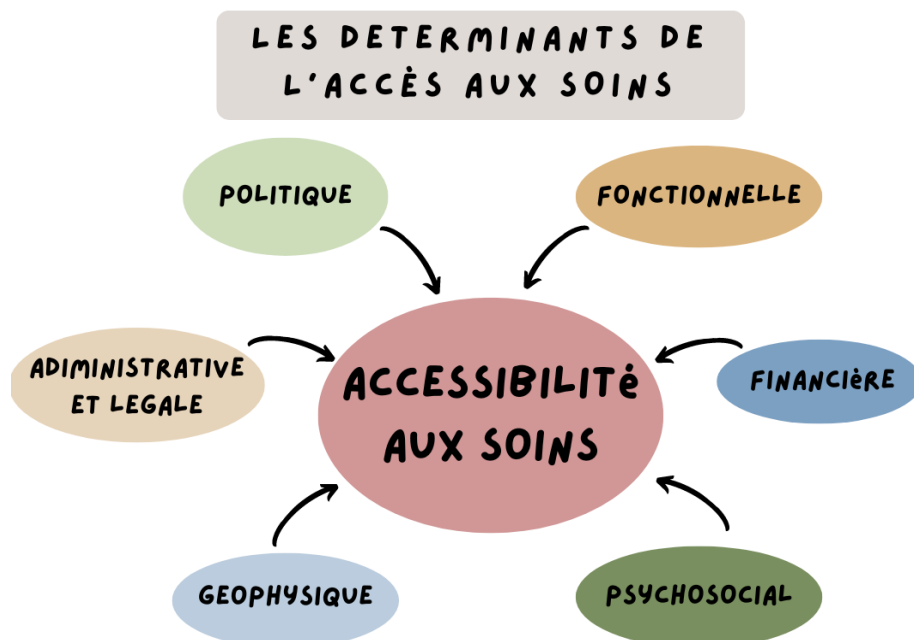 LES DETERMINANTS DE
L'ACCÈS AUX SOINS
POLITIQUE
FONCTIONNELLE
ADIMINISTRATIVE
ET LEGALE
ACCESSIBILITÉ
AUX SOINS
FINANCIÈRE
GEOPHYSIQUE
PSYCHOSOCIAL